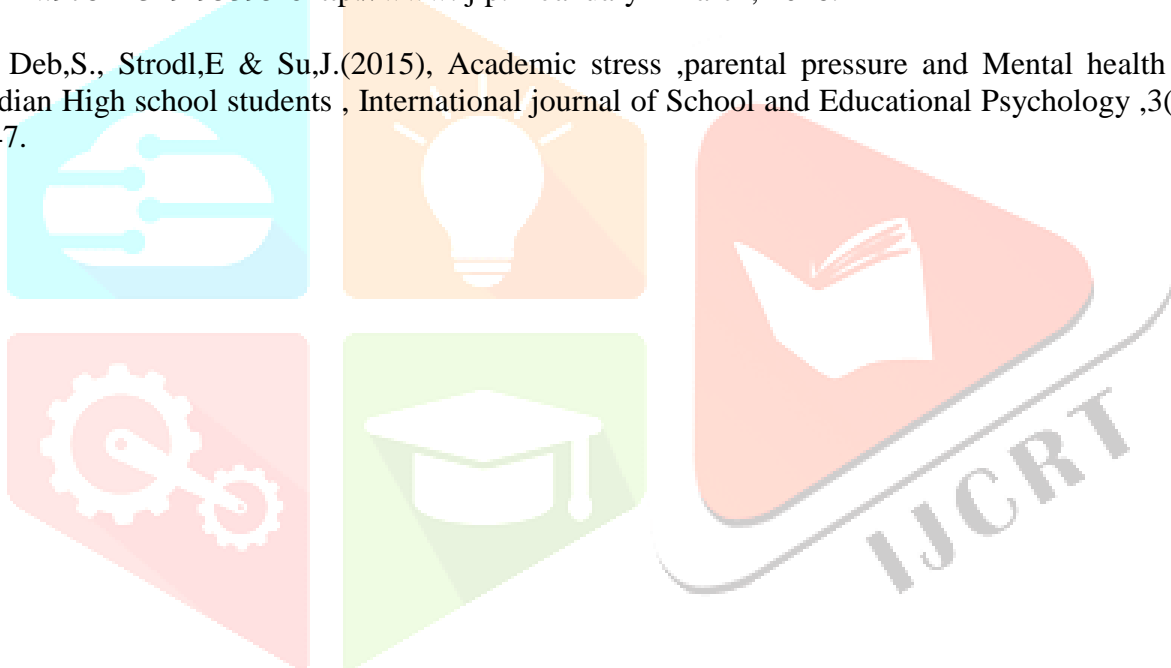 Deb,S., Strodl,E & Su,J.(2015), Academic stress ,parental pressure and Mental health
dian High school students , International journal of School and Educational Psychology ,3(
7.
IJCRT